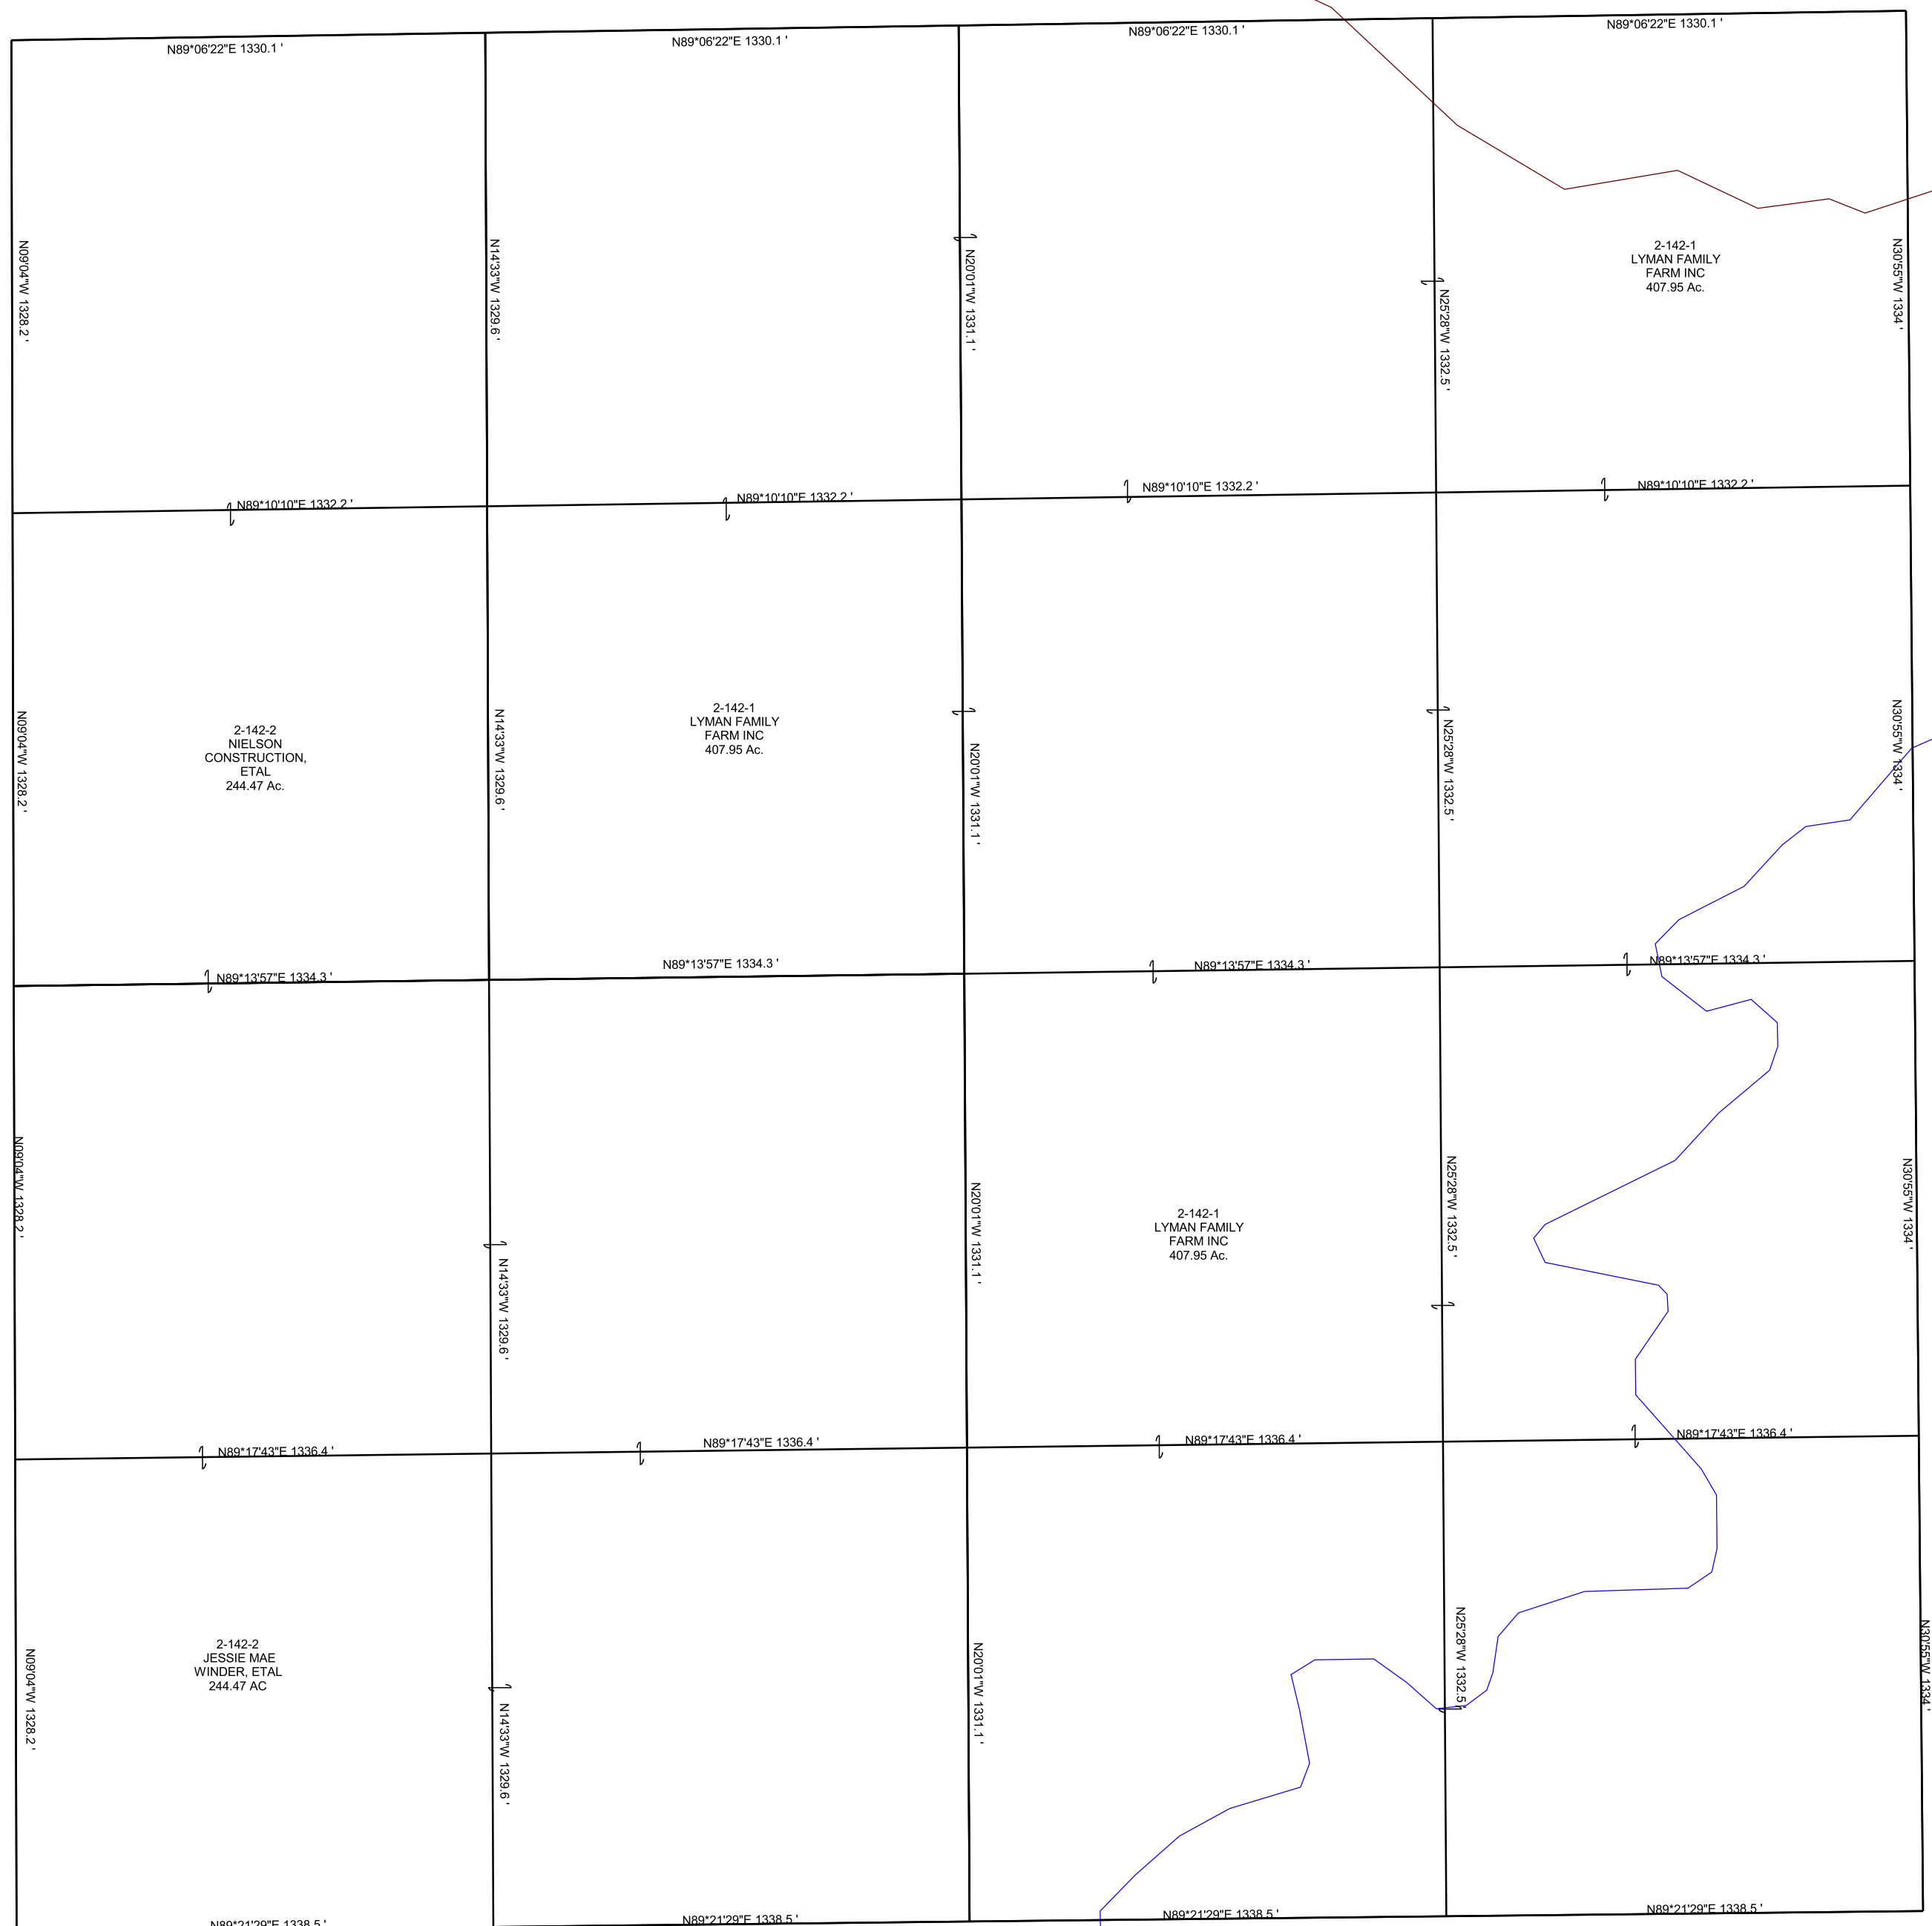 N89*06'22"E 1330.1 '
N89*06'22"E 1330.1 '
N89*06'22"E 1330.1 '
N89*06'22"E 1330.1 '
N09'04"W 1328.2 '
N14'33"W 1329.6 '
N20'01"W 1331.1 '
N25'28"W 1332.5 '
2-142-1
LYMAN FAMILY
FARM INC
407.95 Ac.
N30'55"W 1334 '
N89*10'10"E 1332.2 '
N89*10'10"E 1332.2 '
N89*10'10"E 1332.2 '
N89*10'10"E 1332.2 '
N09'04"W 1328.2 '
2-142-2
NIELSON
CONSTRUCTION,
ETAL
244.47 Ac.
N14'33"W 1329.6 '
2-142-1
LYMAN FAMILY
FARM INC
407.95 Ac.
N20'01"W 1331.1 '
N25'28"W 1332.5 '
N30'55"W 1334 '
N89*13'57"E 1334.3 '
N89*13'57"E 1334.3 '
N89*13'57"E 1334.3 '
N89*13'57"E 1334.3 '
N09'04"W 1328.2 '
N14'33"W 1329.6 '
N20'01"W 1331.1 '
2-142-1
LYMAN FAMILY
FARM INC
407.95 Ac.
N25'28"W 1332.5 '
N30'55"W 1334 '
N89*17'43"E 1336.4 '
N89*17'43"E 1336.4 '
N89*17'43"E 1336.4 '
N89*17'43"E 1336.4 '
N09'04"W 1328.2 '
2-142-2
JESSIE MAE
WINDER, ETAL
244.47 AC
N14'33"W 1329.6 '
N20'01"W 1331.1 '
N25'28"W 1332.5 '
N30'55"W 1334 '
N89*21'29"E 1338.5 '
N89*21'29"E 1338.5 '
N89*21'29"E 1338.5 '
N89*21'29"E 1338.5 '